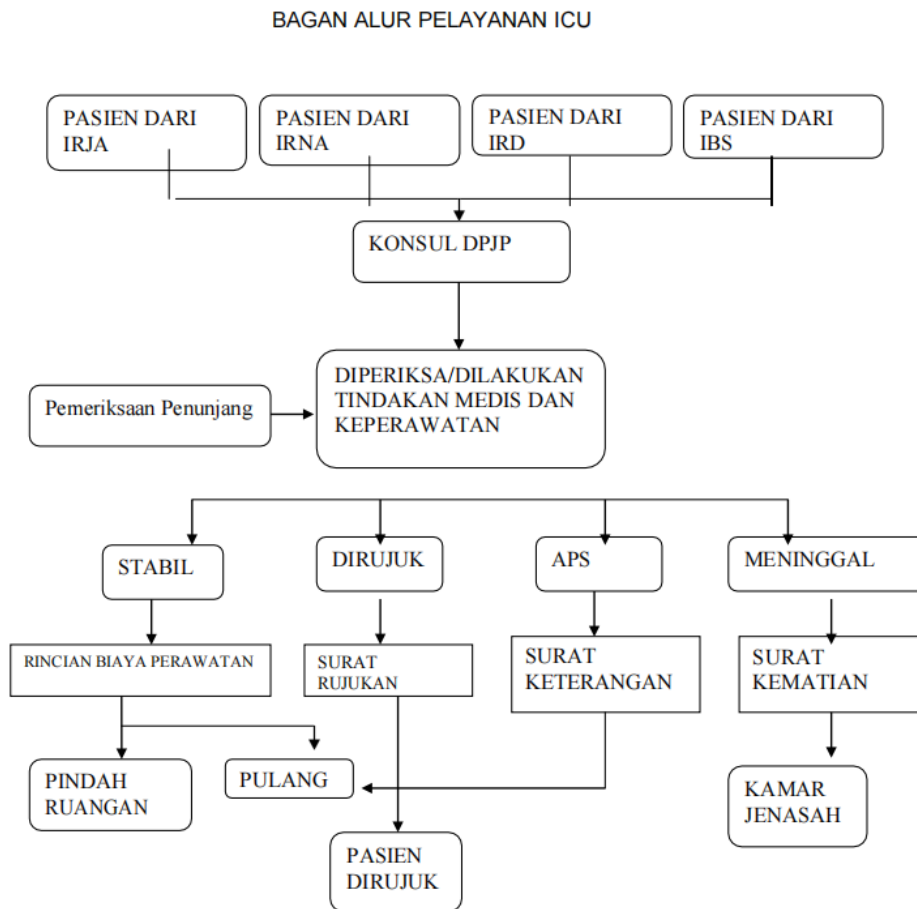 BAGAN ALUR PELAYANAN ICU
PASIEN DARI
IRJA
PASIEN DARI
IRNA
PASIEN DARI
IRD
PASIEN DARI
IBS
KONSUL DPJP
Pemeriksaan Penunjang
DIPERIKSA/DILAKUKAN
TINDAKAN MEDIS DAN
KEPERAWATAN
STABIL
DIRUJUK
APS
MENINGGAL
RINCIAN BIAYA PERAWATAN
SURAT
RUJUKAN
SURAT
KETERANGAN
SURAT
KEMATIAN
PINDAH
RUANGAN
PULANG
KAMAR
JENASAH
PASIEN
DIRUJUK